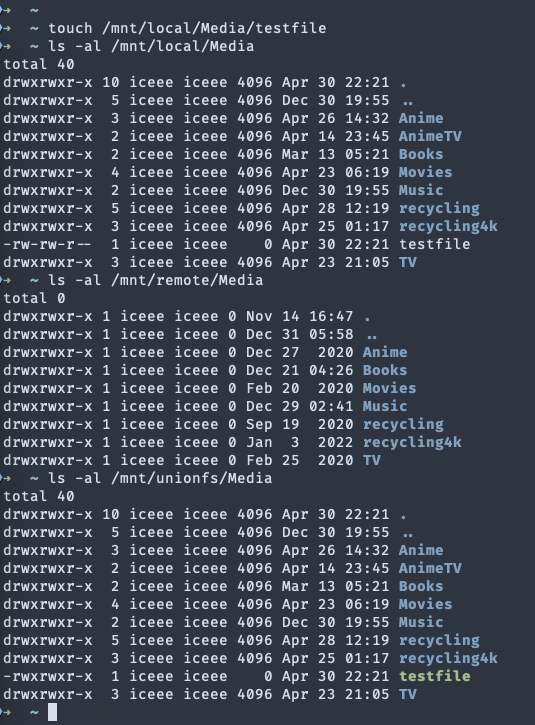 ➜  ~
➜  ~ touch /mnt/local/Media/testfile
➜  ~ ls -al /mnt/local/Media
total 40
drwxrwxr-x 10 iceee iceee 4096 Apr 30 22:21 .
drwxrwxr-x  5 iceee iceee 4096 Dec 30 19:55 ..
drwxrwxr-x  3 iceee iceee 4096 Apr 26 14:32 Anime
drwxrwxr-x  2 iceee iceee 4096 Apr 14 23:45 AnimeTV
drwxrwxr-x  2 iceee iceee 4096 Mar 13 05:21 Books
drwxrwxr-x  4 iceee iceee 4096 Apr 23 06:19 Movies
drwxrwxr-x  2 iceee iceee 4096 Dec 30 19:55 Music
drwxrwxr-x  5 iceee iceee 4096 Apr 28 12:19 recycling
drwxrwxr-x  3 iceee iceee 4096 Apr 25 01:17 recycling4k
-rw-rw-r--  1 iceee iceee    0 Apr 30 22:21 testfile
drwxrwxr-x  3 iceee iceee 4096 Apr 23 21:05 TV
➜  ~ ls -al /mnt/remote/Media
total 0
drwxrwxr-x 1 iceee iceee 0 Nov 14 16:47 .
drwxrwxr-x 1 iceee iceee 0 Dec 31 05:58 ..
drwxrwxr-x 1 iceee iceee 0 Dec 27  2020 Anime
drwxrwxr-x 1 iceee iceee 0 Dec 21 04:26 Books
drwxrwxr-x 1 iceee iceee 0 Feb 20  2020 Movies
drwxrwxr-x 1 iceee iceee 0 Dec 29 02:41 Music
drwxrwxr-x 1 iceee iceee 0 Sep 19  2020 recycling
drwxrwxr-x 1 iceee iceee 0 Jan  3  2022 recycling4k
drwxrwxr-x 1 iceee iceee 0 Feb 25  2020 TV
➜  ~ ls -al /mnt/unionfs/Media
total 40
drwxrwxr-x 10 iceee iceee 4096 Apr 30 22:21 .
drwxrwxr-x  5 iceee iceee 4096 Dec 30 19:55 ..
drwxrwxr-x  3 iceee iceee 4096 Apr 26 14:32 Anime
drwxrwxr-x  2 iceee iceee 4096 Apr 14 23:45 AnimeTV
drwxrwxr-x  2 iceee iceee 4096 Mar 13 05:21 Books
drwxrwxr-x  4 iceee iceee 4096 Apr 23 06:19 Movies
drwxrwxr-x  2 iceee iceee 4096 Dec 30 19:55 Music
drwxrwxr-x  5 iceee iceee 4096 Apr 28 12:19 recycling
drwxrwxr-x  3 iceee iceee 4096 Apr 25 01:17 recycling4k
-rwxrwxr-x  1 iceee iceee    0 Apr 30 22:21 testfile
drwxrwxr-x  3 iceee iceee 4096 Apr 23 21:05 TV
➜  ~